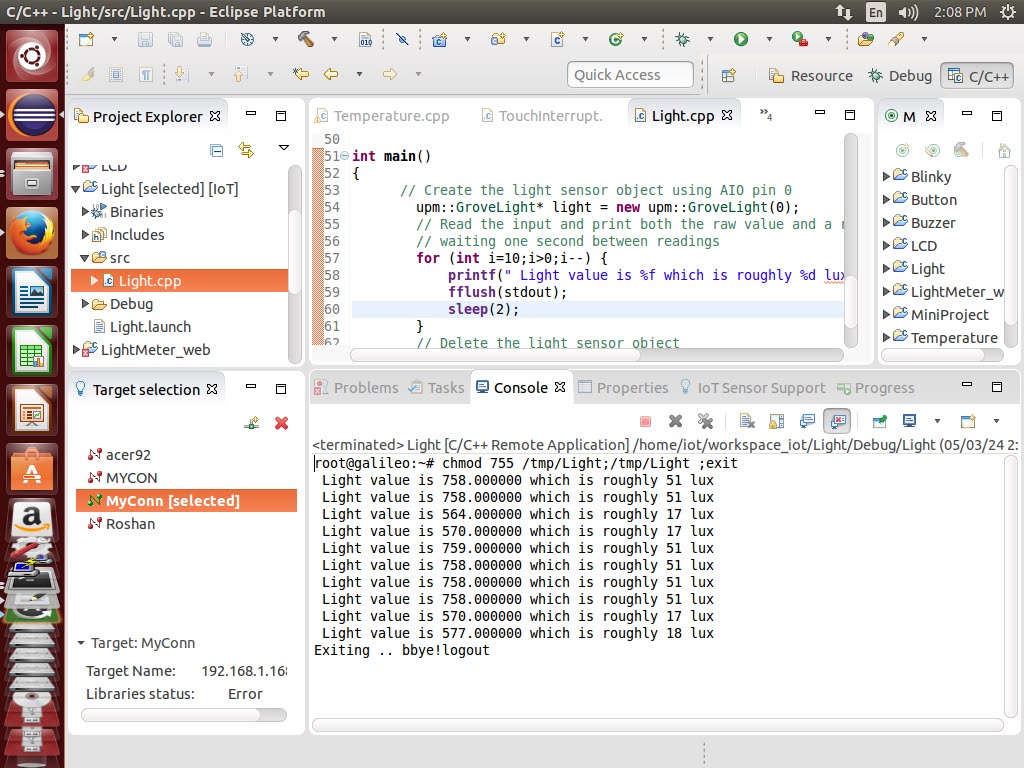 C/C++ - Light/src/Light.cpp - Eclipse Platform
En
2:08 PM
010
Quick Access
Resource
Debug
C/C++
Project Explorer
LCD
Light [selected] [IoT]
Binaries
Includes
src
Light.cpp
Debug
Light.launch
LightMeter_web
Temperature.cpp
TouchInterrupt.
Light.cpp
»4
50
51 int main()
52 {
53 // Create the light sensor object using AIO pin 0
54 upm::GroveLight* light = new upm::GroveLight(0);
55 // Read the input and print both the raw value and a r
56 // waiting one second between readings
57 for (int i=10;i>0;i--) {
58 printf(" Light value is %f which is roughly %d lux
59 fflush(stdout);
60 sleep(2);
61 }
62 // Delete the light sensor object
M
Blinky
Button
Buzzer
LCD
Light
LightMeter_w
MiniProject
Temperature
Target selection
acer92
MYCON
MyConn [selected]
Roshan
Target: MyConn
Target Name: 192.168.1.16
Libraries status: Error
Problems
Tasks
Console
Properties
IoT Sensor Support
Progress
<terminated> Light [C/C++ Remote Application] /home/iot/workspace_iot/Light/Debug/Light (05/03/24 2:
root@galileo:~# chmod 755 /tmp/Light;/tmp/Light ;exit
Light value is 758.000000 which is roughly 51 lux
Light value is 758.000000 which is roughly 51 lux
Light value is 564.000000 which is roughly 17 lux
Light value is 570.000000 which is roughly 17 lux
Light value is 759.000000 which is roughly 51 lux
Light value is 758.000000 which is roughly 51 lux
Light value is 758.000000 which is roughly 51 lux
Light value is 758.000000 which is roughly 51 lux
Light value is 570.000000 which is roughly 17 lux
Light value is 577.000000 which is roughly 18 lux
Exiting .. bbye!logout